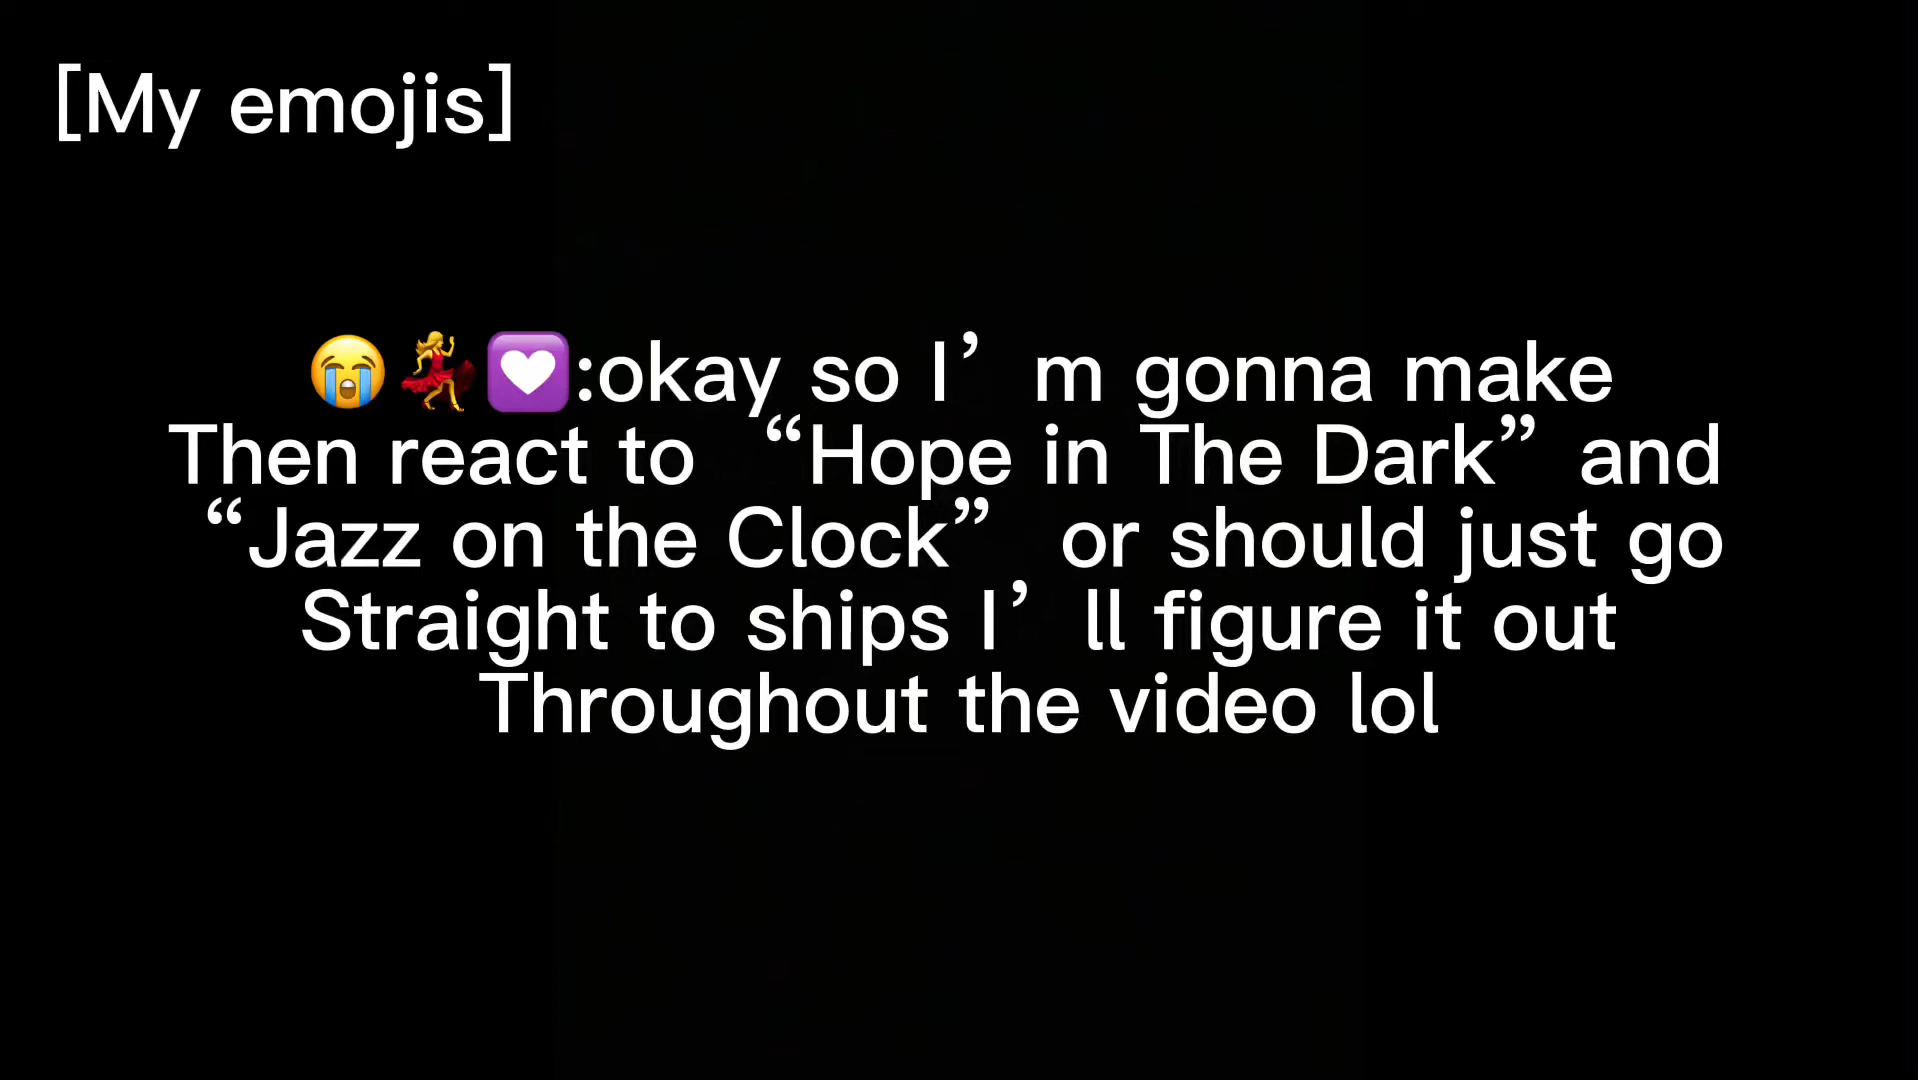 [My emojis]
😭💃💟:okay so I’m gonna make
Then react to “Hope in The Dark” and
“Jazz on the Clock” or should just go
Straight to ships I’ll figure it out
Throughout the video lol